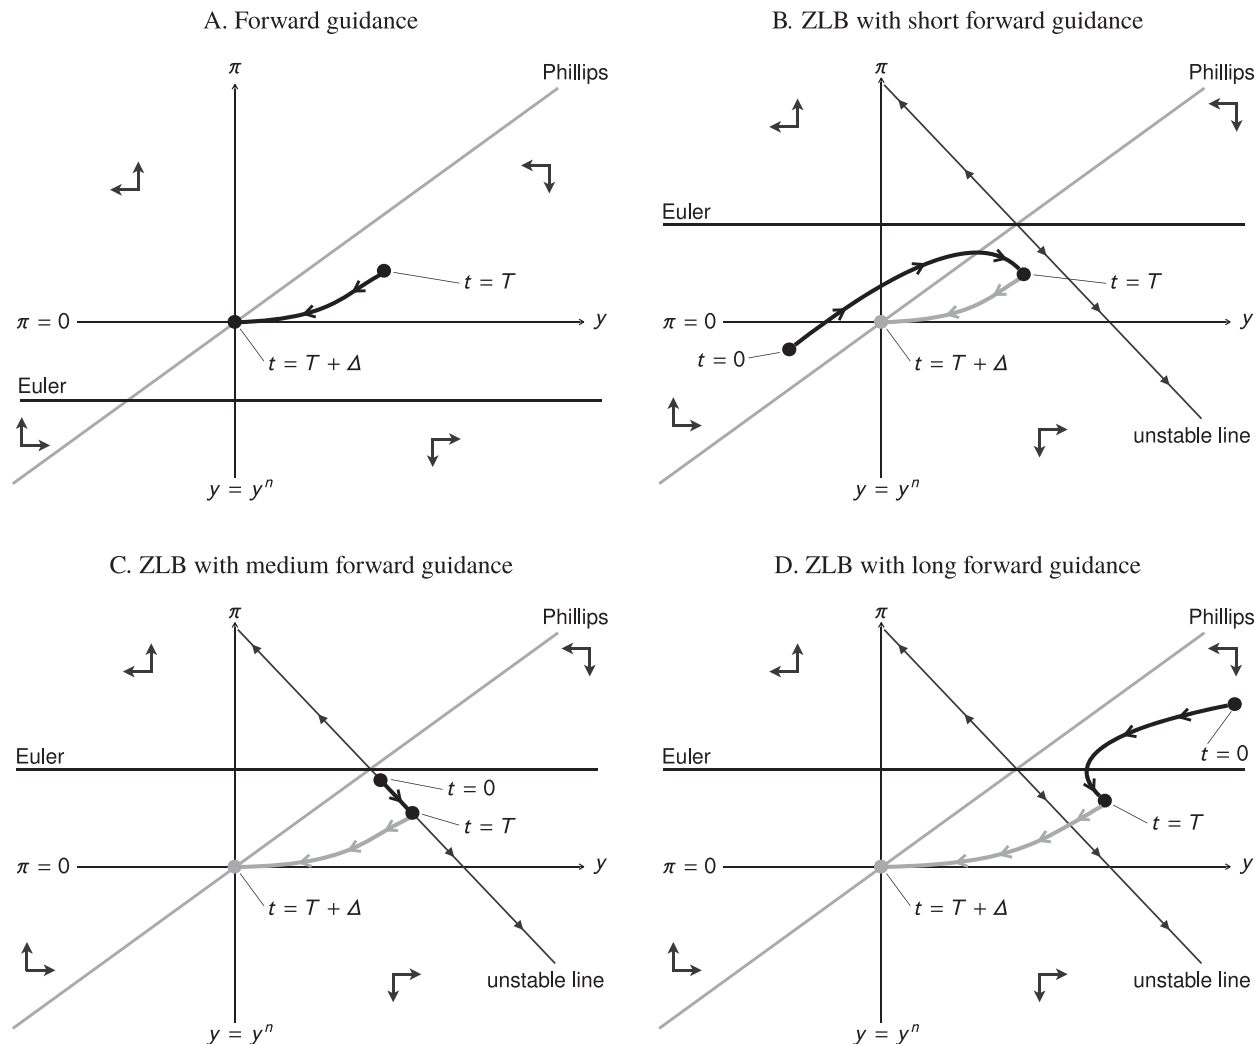 A. Forward guidance
π
Phillips
t = T
π = 0
y
t = T + Δ
Euler
y = yⁿ
B. ZLB with short forward guidance
π
Phillips
Euler
t = T
π = 0
y
t = 0
t = T + Δ
unstable line
y = yⁿ
C. ZLB with medium forward guidance
π
Phillips
Euler
t = 0
t = T
π = 0
y
t = T + Δ
unstable line
y = yⁿ
D. ZLB with long forward guidance
π
Phillips
Euler
t = 0
t = T
π = 0
y
t = T + Δ
unstable line
y = yⁿ